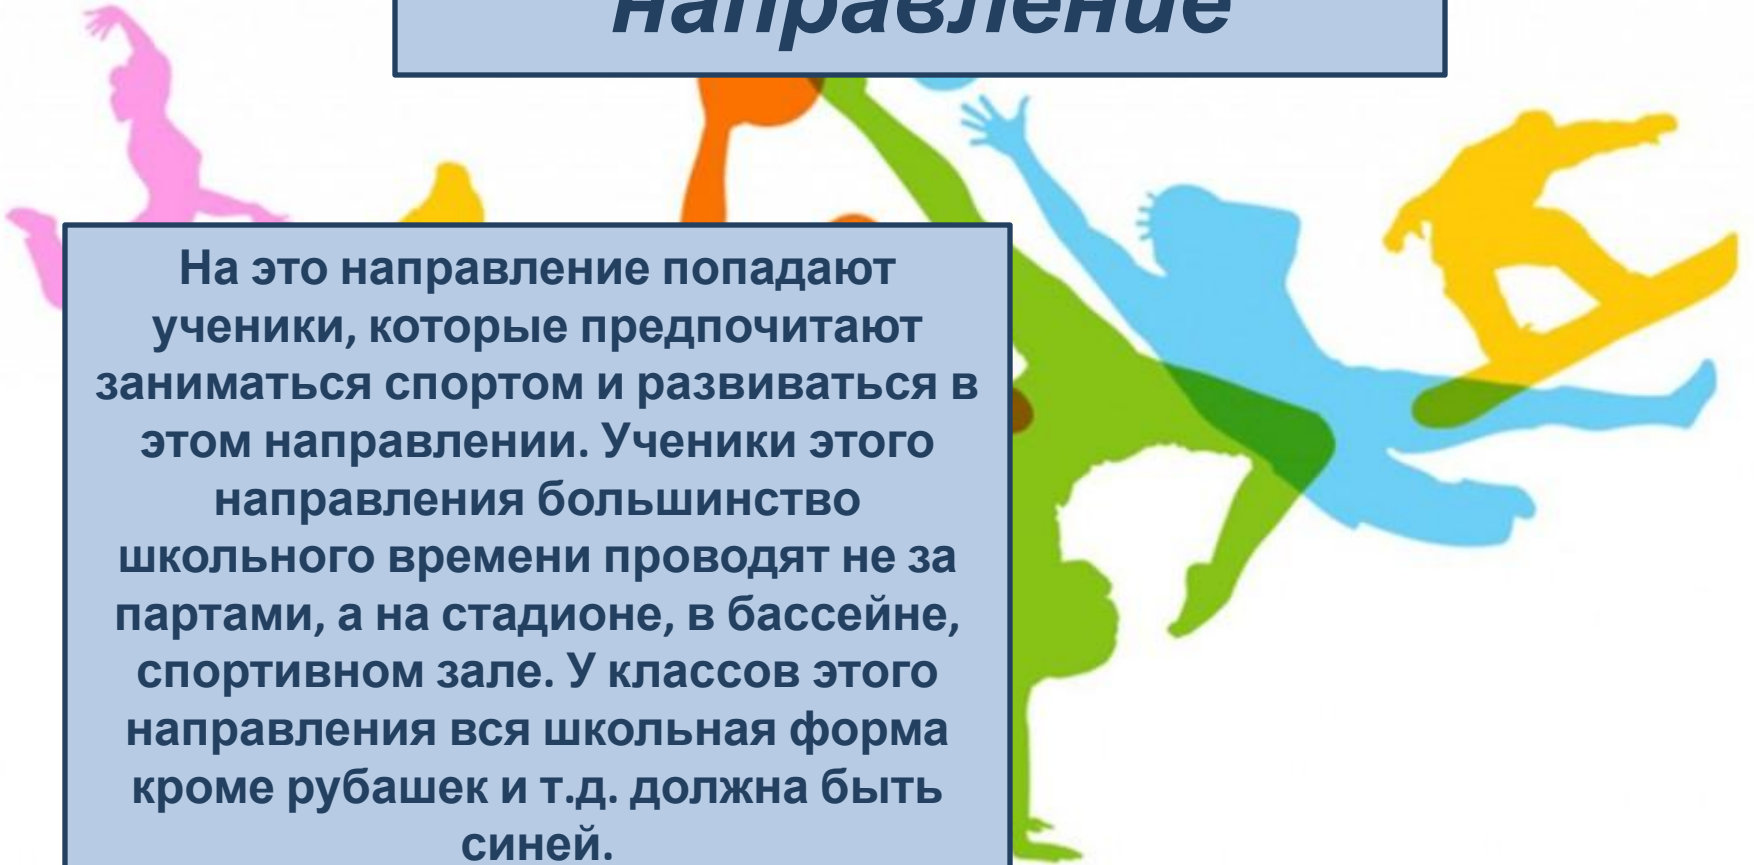 направление
На это направление попадают
ученики, которые предпочитают
заниматься спортом и развиваться в
этом направлении. Ученики этого
направления большинство
школьного времени проводят не за
партами, а на стадионе, в бассейне,
спортивном зале. У классов этого
направления вся школьная форма
кроме рубашек и т.д. должна быть
синей.